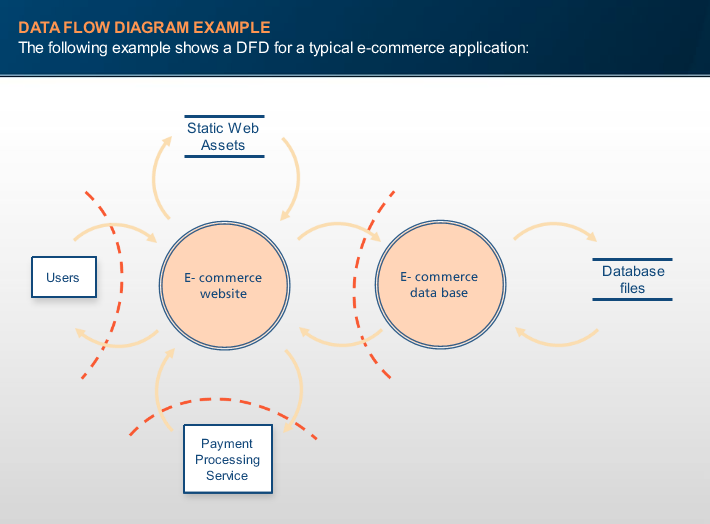 DATA FLOW DIAGRAM EXAMPLE
The following example shows a DFD for a typical e-commerce application:
Static Web
Assets
Users
E- commerce
website
E- commerce
data base
Database
files
Payment
Processing
Service